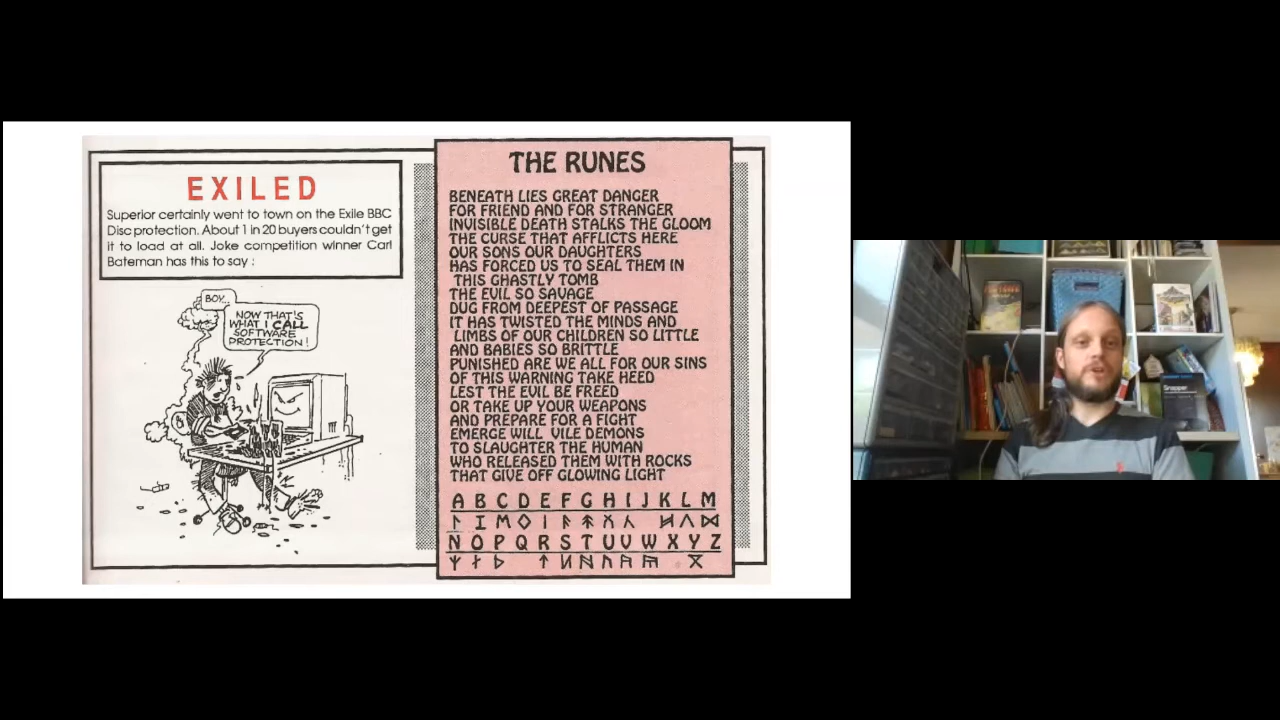 EXILED
Superior certainly went to town on the Exile BBC
Disc protection. About 1 in 20 buyers couldn't get
it to load at all. Joke competition winner Carl
Bateman has this to say :
BOY..
NOW THAT'S
WHAT I CALL
SOFTWARE
PROTECTION!
THE RUNES
BENEATH LIES GREAT DANGER
FOR FRIEND AND FOR STRANGER
INVISIBLE DEATH STALKS THE GLOOM
THE CURSE THAT AFFLICTS HERE
OUR SONS OUR DAUGHTERS
HAS FORCED US TO SEAL THEM IN
THIS GHASTLY TOMB
THE EVIL SO SAVAGE
DUG FROM DEEPEST OF PASSAGE
IT HAS TWISTED THE MINDS AND
LIMBS OF OUR CHILDREN SO LITTLE
AND BABIES SO BRITTLE
PUNISHED ARE WE ALL FOR OUR SINS
OF THIS WARNING TAKE HEED
LEST THE EVIL BE FREED
OR TAKE UP YOUR WEAPONS
AND PREPARE FOR A FIGHT
EMERGE WILL VILE DEMONS
TO SLAUGHTER THE HUMAN
WHO RELEASED THEM WITH ROCKS
THAT GIVE OFF GLOWING LIGHT
A B C D E F G H I J K L M
N O P Q R S T U V W X Y Z
Snapper